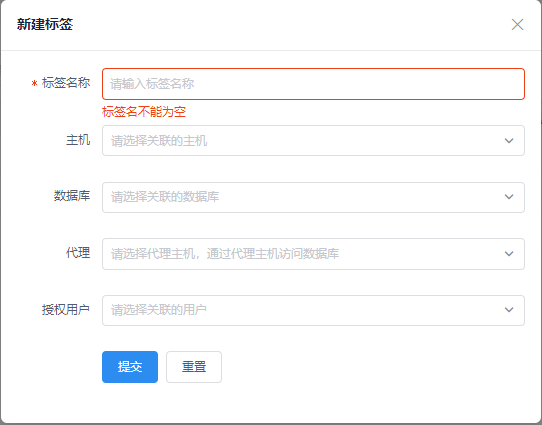 新建标签
* 标签名称
请输入标签名称
标签名不能为空
主机
请选择关联的主机
数据库
请选择关联的数据库
代理
请选择代理主机，通过代理主机访问数据库
授权用户
请选择关联的用户
提交
重置